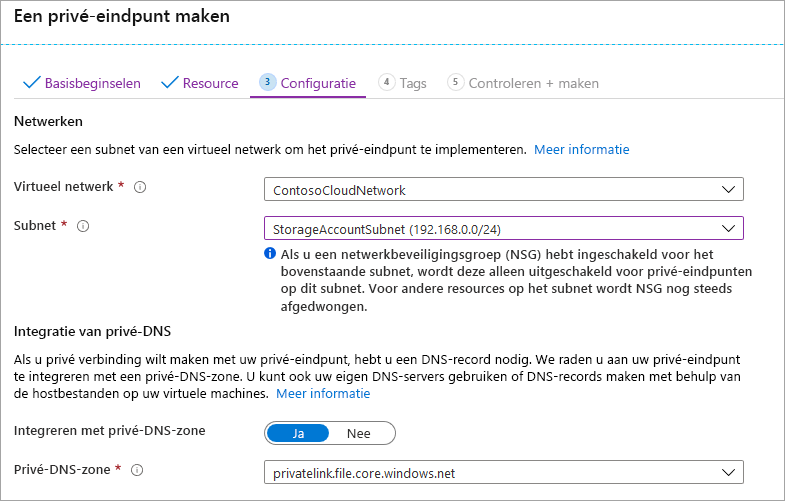 Een privé-eindpunt maken
Basisbeginselen Resource 3 Configuratie 4 Tags 5 Controleren + maken
Netwerken
Selecteer een subnet van een virtueel netwerk om het privé-eindpunt te implementeren. Meer informatie
Virtueel netwerk * ContosoCloudNetwork
Subnet * StorageAccountSubnet (192.168.0.0/24)
Als u een netwerkbeveiligingsgroep (NSG) hebt ingeschakeld voor het
bovenstaande subnet, wordt deze alleen uitgeschakeld voor privé-eindpunten
op dit subnet. Voor andere resources op het subnet wordt NSG nog steeds
afgedwongen.
Integratie van privé-DNS
Als u privé verbinding wilt maken met uw privé-eindpunt, hebt u een DNS-record nodig. We raden u aan uw privé-eindpunt
te integreren met een privé-DNS-zone. U kunt ook uw eigen DNS-servers gebruiken of DNS-records maken met behulp van
de hostbestanden op uw virtuele machines. Meer informatie
Integreren met privé-DNS-zone Ja Nee
Privé-DNS-zone * privatelink.file.core.windows.net